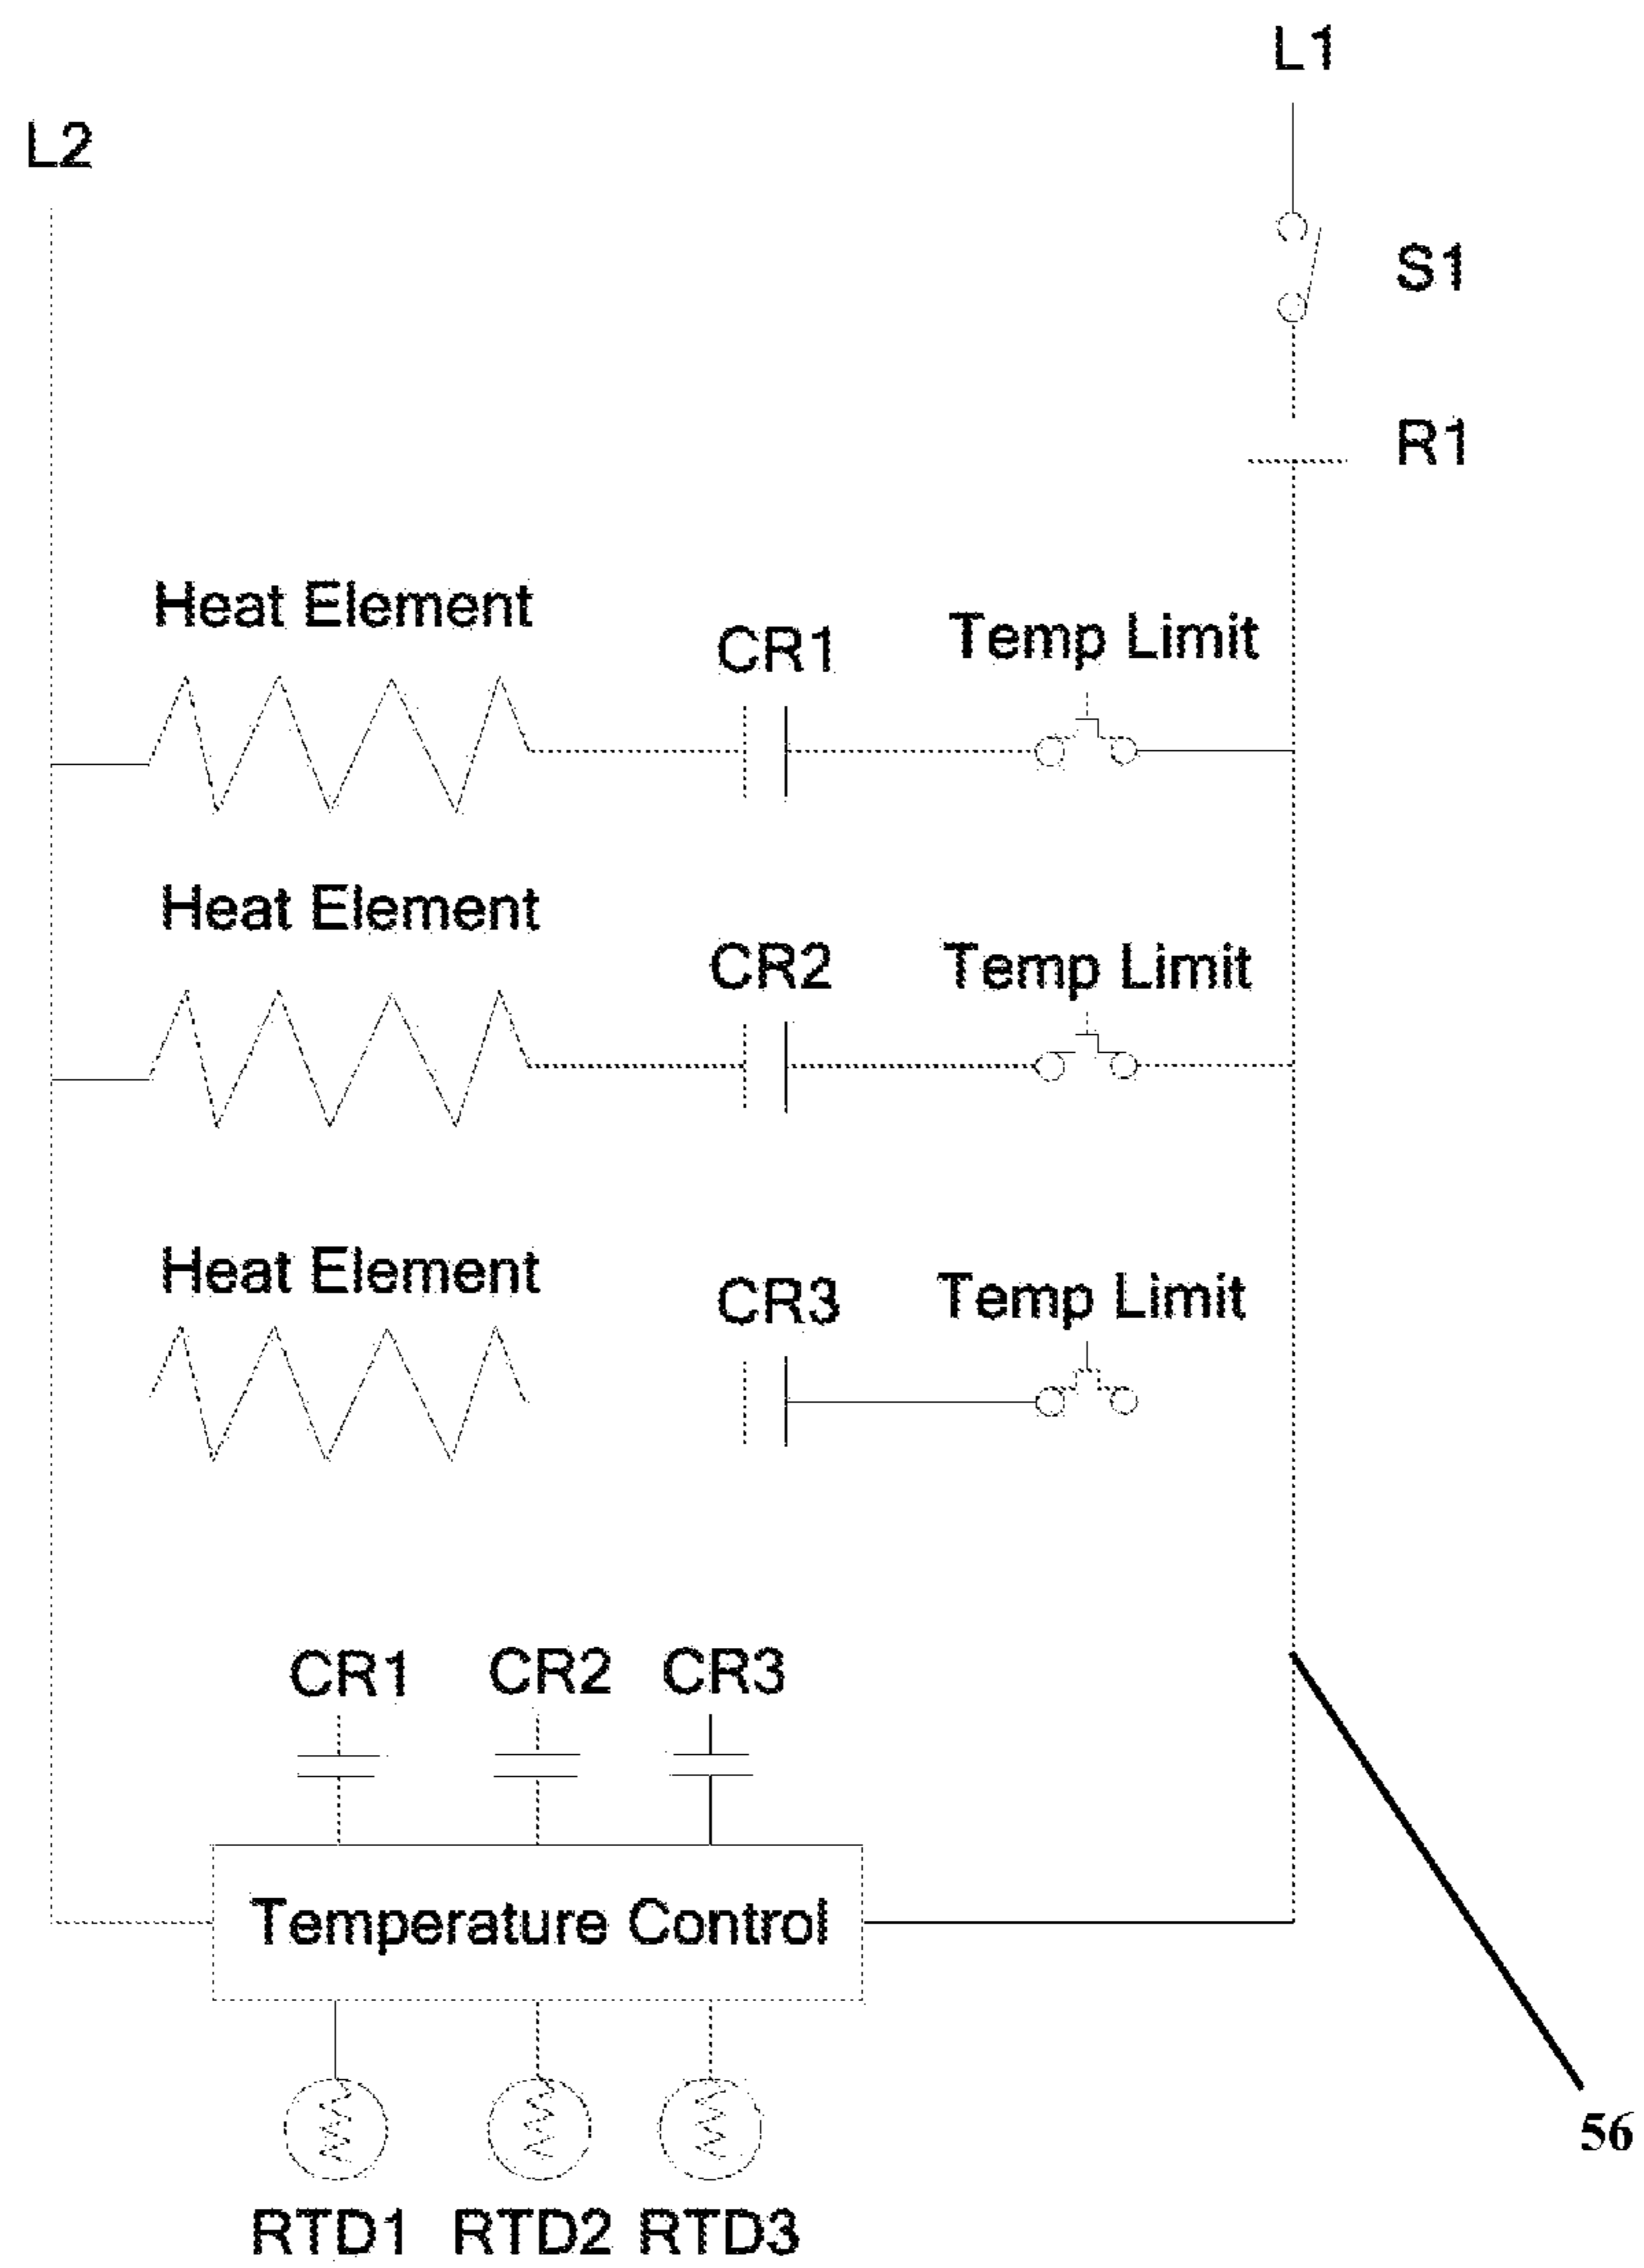 L1
L2
S1
R1
Heat Element
CR1
Temp Limit
Heat Element
CR2
Temp Limit
Heat Element
CR3
Temp Limit
CR1 CR2 CR3
Temperature Control
56
RTD1 RTD2 RTD3